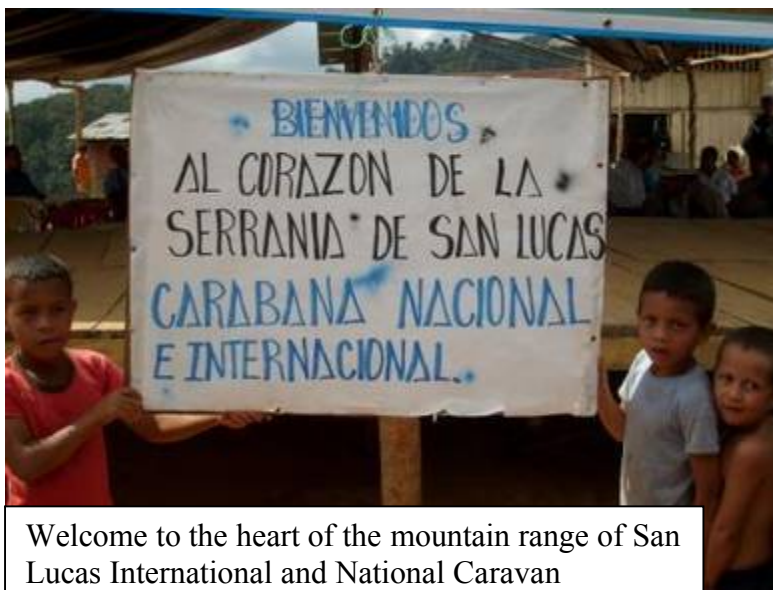 BIENVENIDOS
AL CORAZON DE LA
SERRANIA DE SAN LUCAS
CARABANA NACIONAL
E INTERNACIONAL.
Welcome to the heart of the mountain range of San
Lucas International and National Caravan